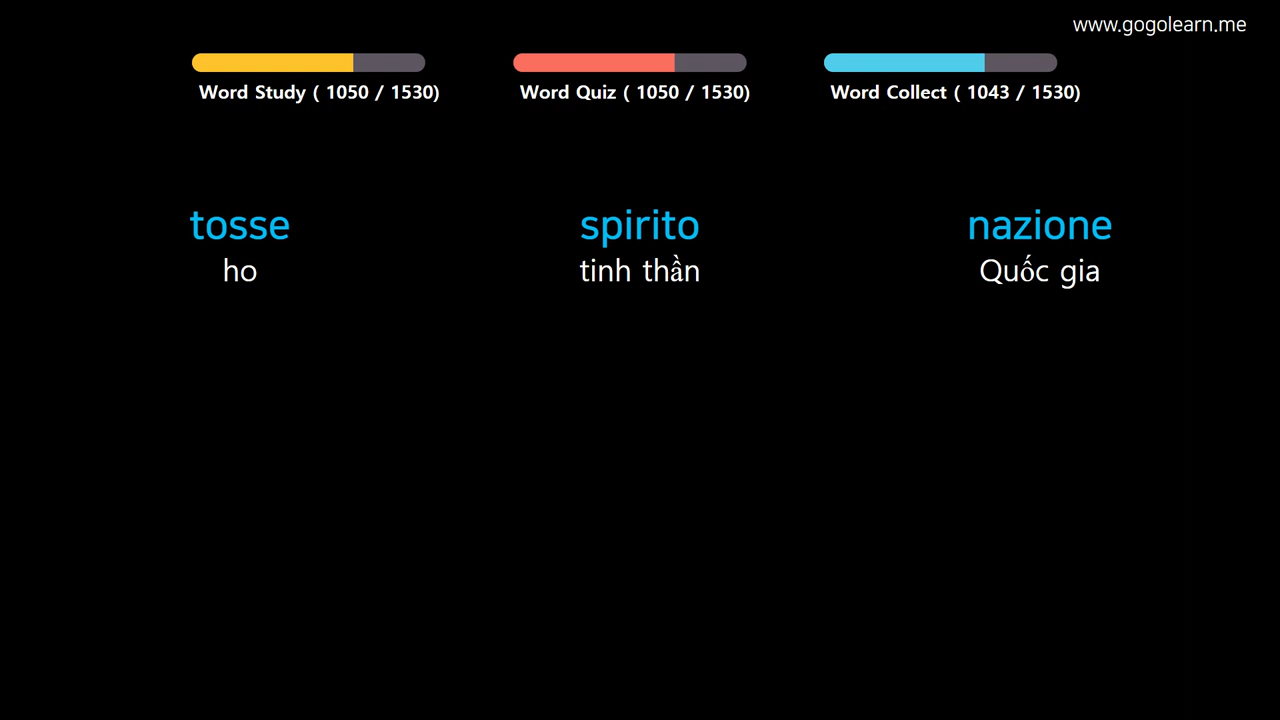 www.gogolearn.me
Word Study ( 1050 / 1530)
Word Quiz ( 1050 / 1530)
Word Collect ( 1043 / 1530)
tosse
ho
spirito
tinh thần
nazione
Quốc gia